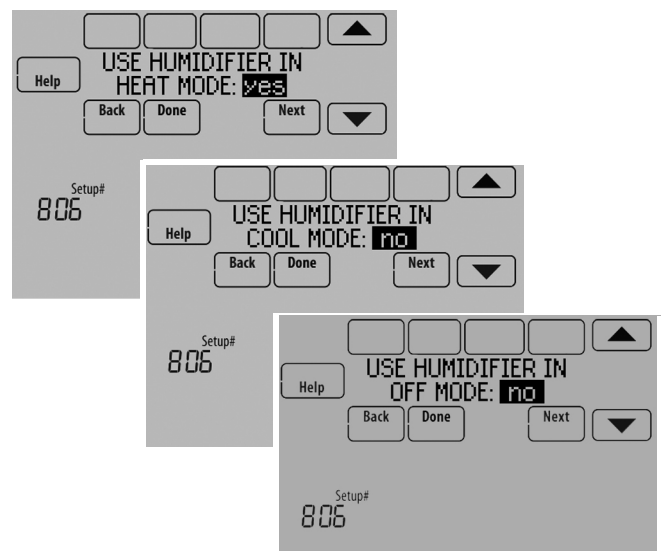 USE HUMIDIFIER IN
HEAT MODE: yes
Help
Back Done Next
Setup#
806
USE HUMIDIFIER IN
COOL MODE: no
Help
Back Done Next
Setup#
806
USE HUMIDIFIER IN
OFF MODE: no
Help
Back Done Next
Setup#
806